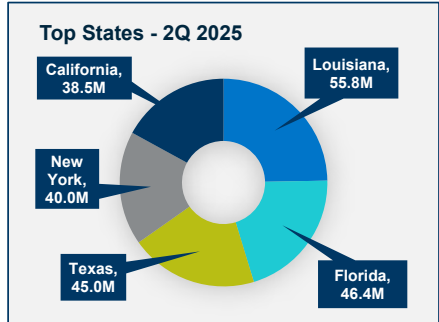 Top States - 2Q 2025
California,
38.5M
Louisiana,
55.8M
New
York,
40.0M
Texas,
45.0M
Florida,
46.4M